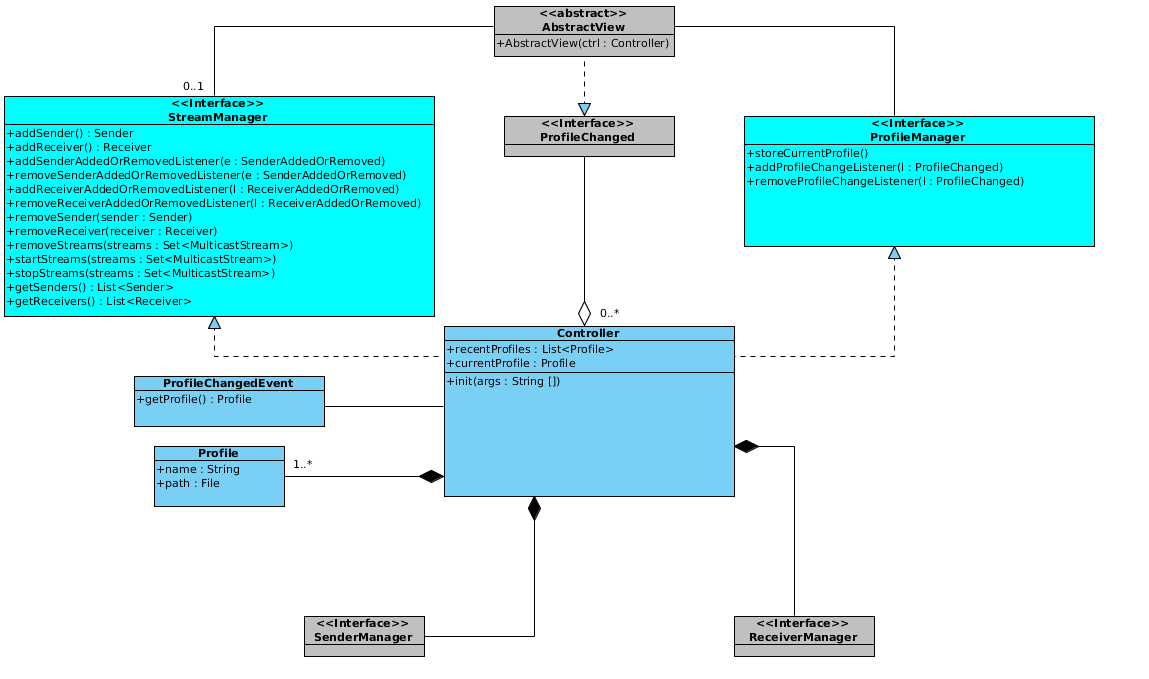 <<abstract>>
AbstractView
+AbstractView(ctrl : Controller)
0..1
<<Interface>>
StreamManager
+addSender() : Sender
+addReceiver() : Receiver
+addSenderAddedOrRemovedListener(e : SenderAddedOrRemoved)
+removeSenderAddedOrRemovedListener(e : SenderAddedOrRemoved)
+addReceiverAddedOrRemovedListener(l : ReceiverAddedOrRemoved)
+removeReceiverAddedOrRemovedListener(l : ReceiverAddedOrRemoved)
+removeSender(sender : Sender)
+removeReceiver(receiver : Receiver)
+removeStreams(streams : Set<MulticastStream>)
+startStreams(streams : Set<MulticastStream>)
+stopStreams(streams : Set<MulticastStream>)
+getSenders() : List<Sender>
+getReceivers() : List<Receiver>
<<Interface>>
ProfileChanged
<<Interface>>
ProfileManager
+storeCurrentProfile()
+addProfileChangeListener(l : ProfileChanged)
+removeProfileChangeListener(l : ProfileChanged)
0..*
Controller
+recentProfiles : List<Profile>
+currentProfile : Profile
+init(args : String [])
ProfileChangedEvent
+getProfile() : Profile
Profile
+name : String
+path : File
1..*
<<Interface>>
SenderManager
<<Interface>>
ReceiverManager